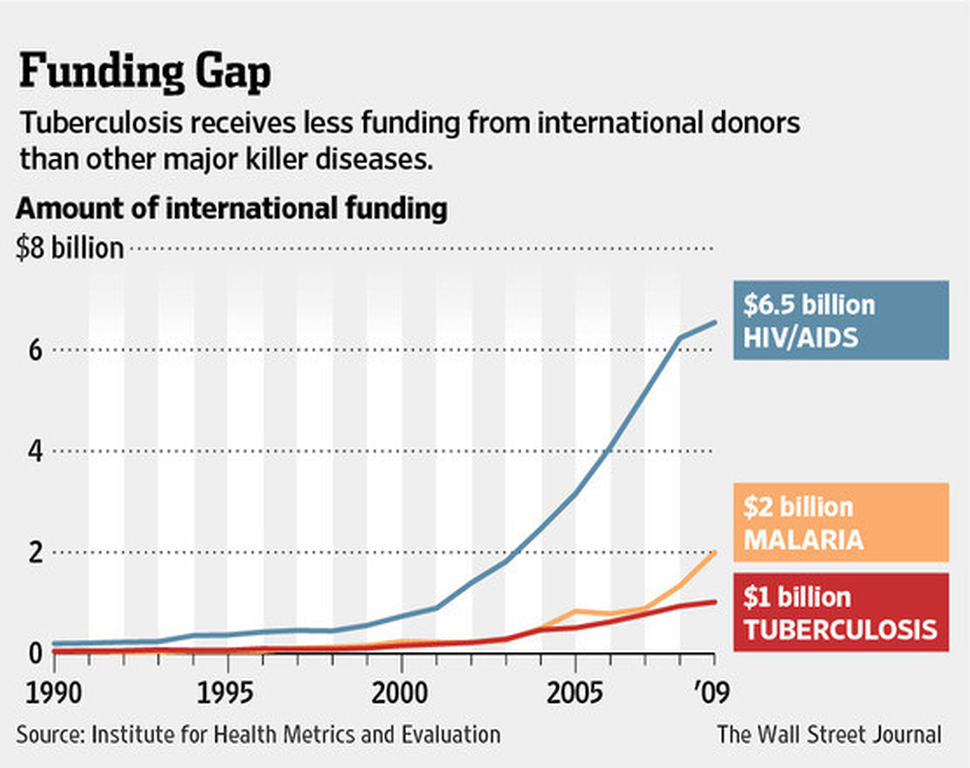 Funding Gap
Tuberculosis receives less funding from international donors
than other major killer diseases.
Amount of international funding
$8 billion
$6.5 billion
HIV/AIDS
6
4
$2 billion
MALARIA
2
$1 billion
TUBERCULOSIS
0
1990 1995 2000 2005 '09
Source: Institute for Health Metrics and Evaluation The Wall Street Journal